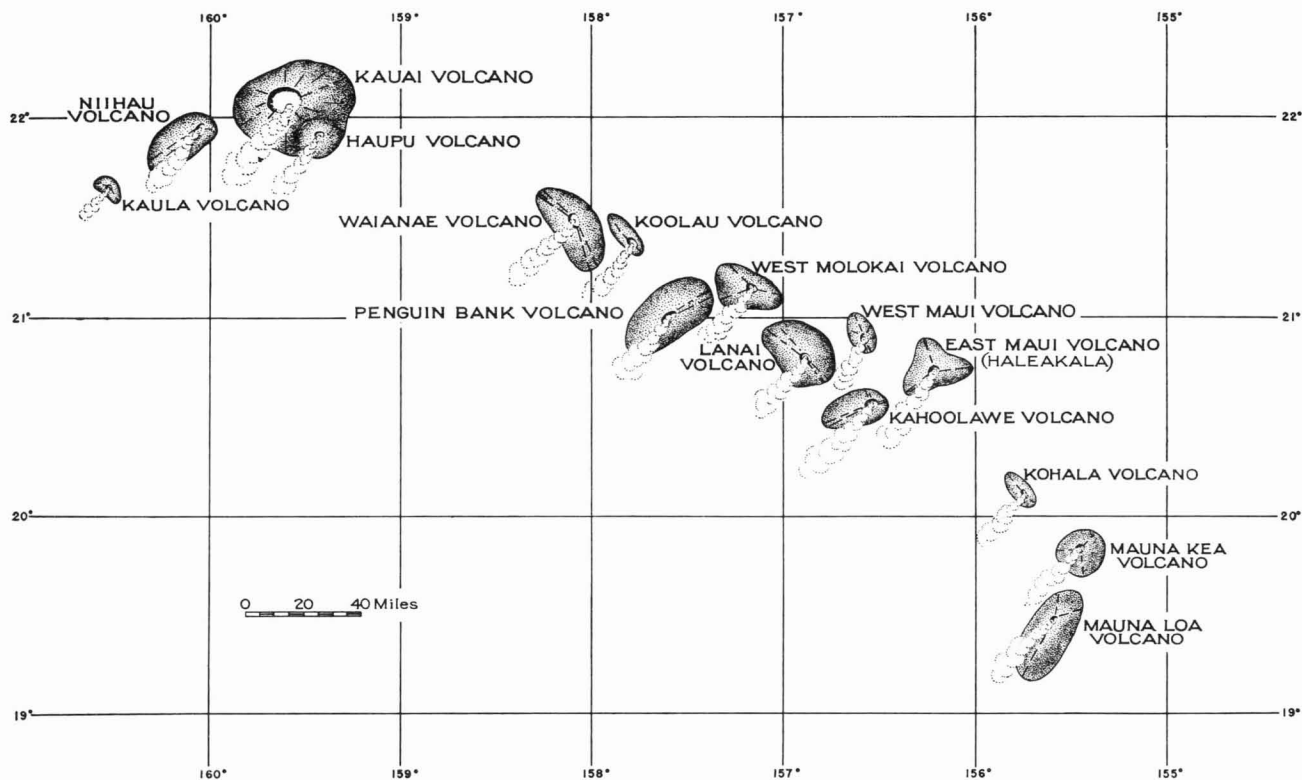 160° 159° 158° 157° 156° 155°
KAUAI VOLCANO
NIIHAU
VOLCANO
22° 22°
HAUPU VOLCANO
KAULA VOLCANO
WAIANAE VOLCANO
KOOLAU VOLCANO
WEST MOLOKAI VOLCANO
PENGUIN BANK VOLCANO
21° 21°
WEST MAUI VOLCANO
LANAI
VOLCANO
EAST MAUI VOLCANO
(HALEAKALA)
KAHOOLAWE VOLCANO
KOHALA VOLCANO
20° 20°
MAUNA KEA
VOLCANO
0 20 40 Miles
MAUNA LOA
VOLCANO
19° 19°
160° 159° 158° 157° 156° 155°